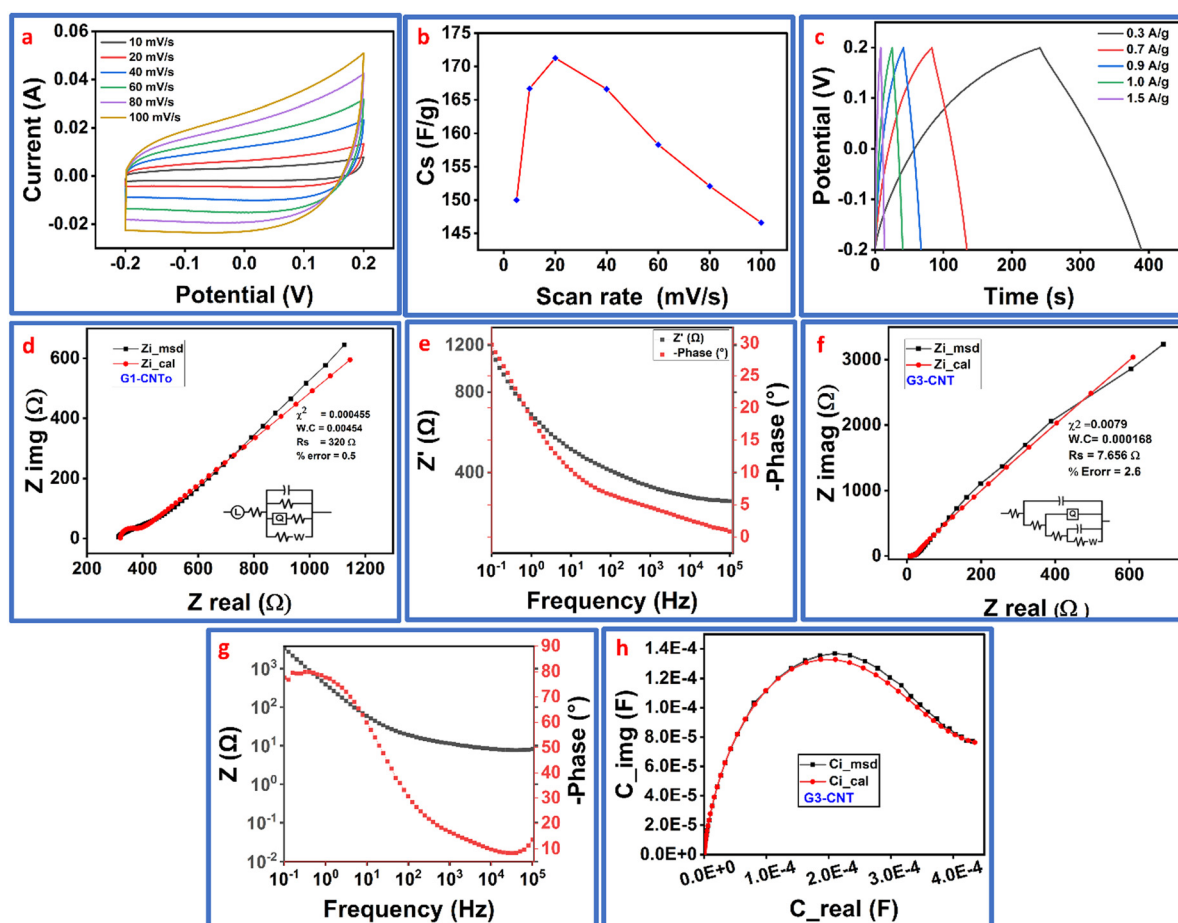 a
10 mV/s
20 mV/s
40 mV/s
60 mV/s
80 mV/s
100 mV/s
Current (A)
0.06
0.04
0.02
0.00
-0.02
-0.2
-0.1
0.0
0.1
0.2
Potential (V)
b
Cs (F/g)
175
170
165
160
155
150
145
0
20
40
60
80
100
Scan rate (mV/s)
c
0.3 A/g
0.7 A/g
0.9 A/g
1.0 A/g
1.5 A/g
Potential (V)
0.2
0.1
0.0
-0.1
-0.2
0
100
200
300
400
Time (s)
d
Zi_msd
Zi_cal
G1-CNTo
χ² = 0.000455
W.C = 0.00454
Rs = 320 Ω
% error = 0.5
L
Q
W
Z img (Ω)
600
400
200
0
200
400
600
800
1000
1200
Z real (Ω)
e
Z' (Ω)
-Phase (°)
Z' (Ω)
1200
800
400
-Phase (°)
30
25
20
15
10
5
0
10⁻¹
10⁰
10¹
10²
10³
10⁴
10⁵
Frequency (Hz)
f
Zi_msd
Zi_cal
G3-CNT
χ2 =0.0079
W.C= 0.000168
Rs = 7.656 Ω
% Erorr = 2.6
Q
W
Z imag (Ω)
3000
2000
1000
0
0
200
400
600
Z real (Ω)
g
Z (Ω)
10³
10²
10¹
10⁰
10⁻¹
10⁻²
-Phase (°)
90
80
70
60
50
40
30
20
10
10⁻¹
10⁰
10¹
10²
10³
10⁴
10⁵
Frequency (Hz)
h
Ci_msd
Ci_cal
G3-CNT
C_img (F)
1.4E-4
1.2E-4
1.0E-4
8.0E-5
6.0E-5
4.0E-5
2.0E-5
0.0E+0
0.0E+0
1.0E-4
2.0E-4
3.0E-4
4.0E-4
C_real (F)